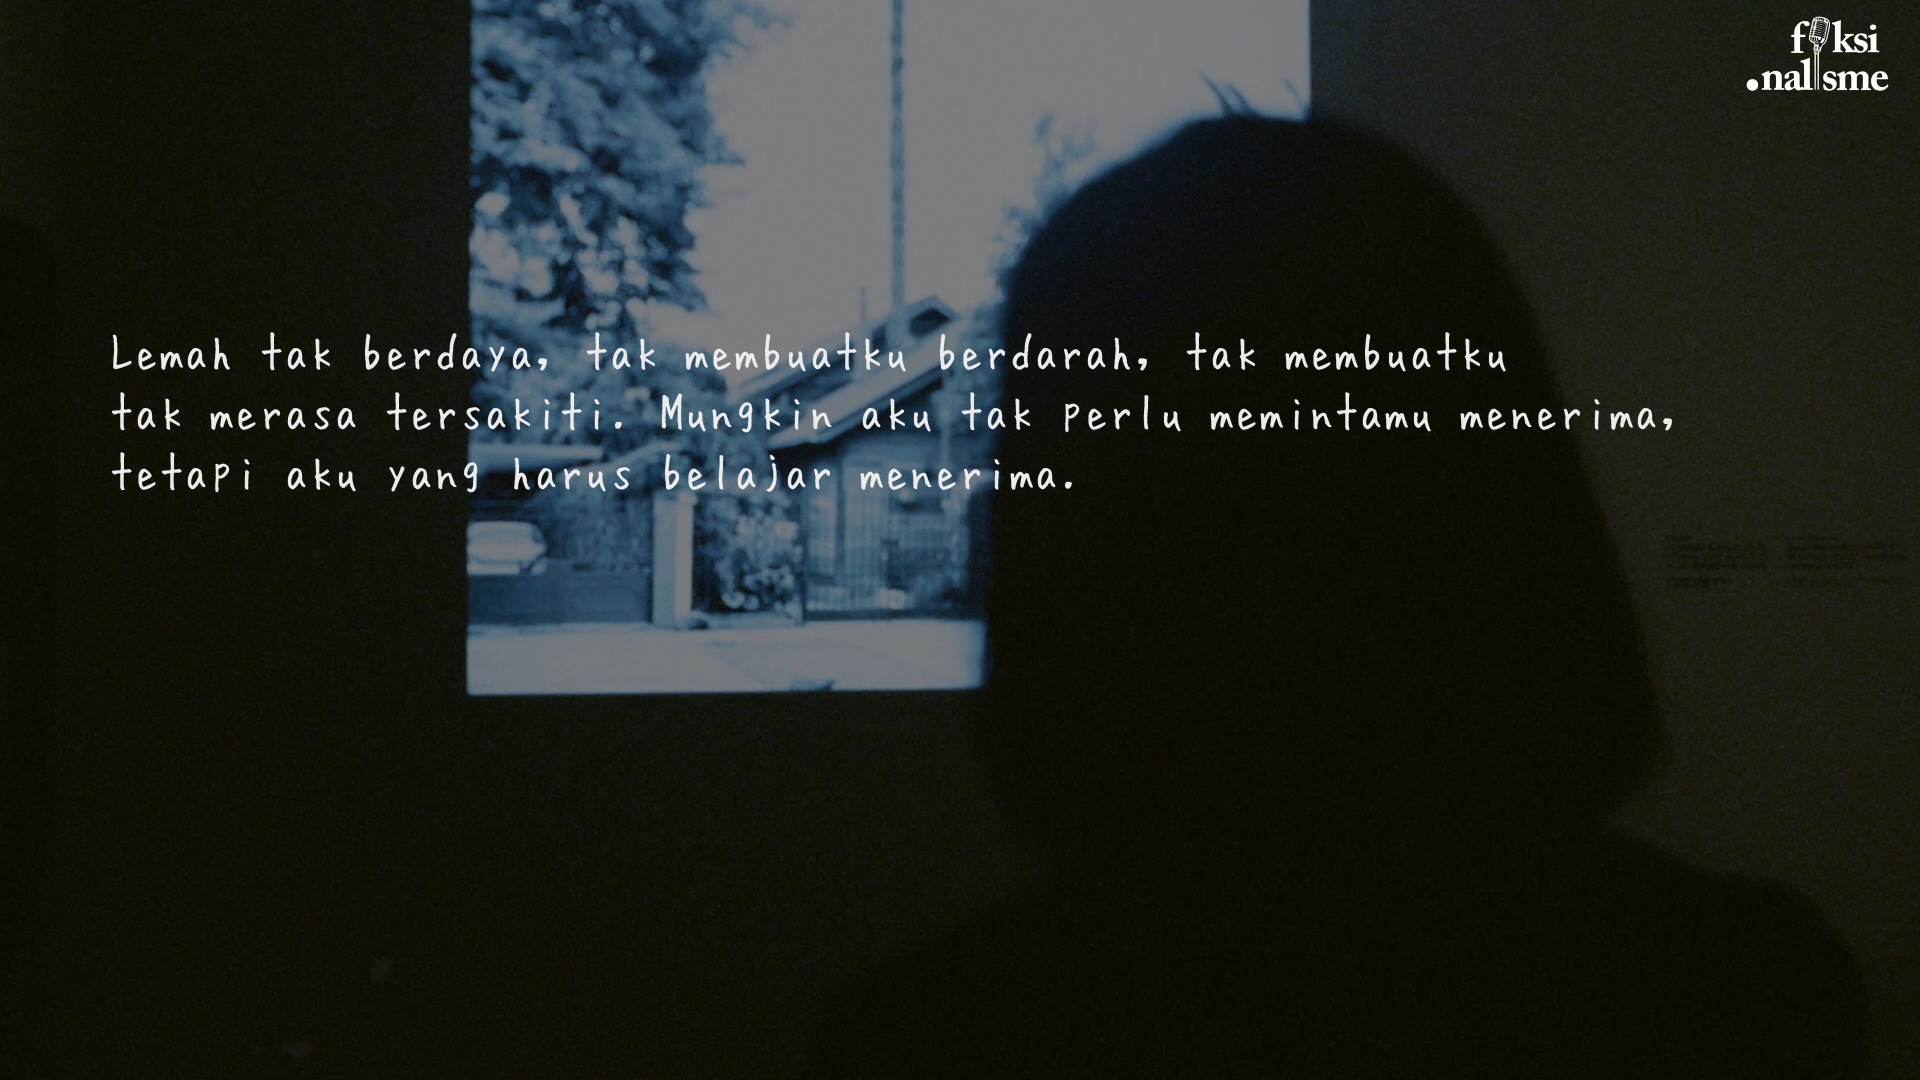 fiksi
.nalisme
Lemah tak berdaya, tak membuatku berdarah, tak membuatku
tak merasa tersakiti. Mungkin aku tak perlu memintamu menerima,
tetapi aku yang harus belajar menerima.